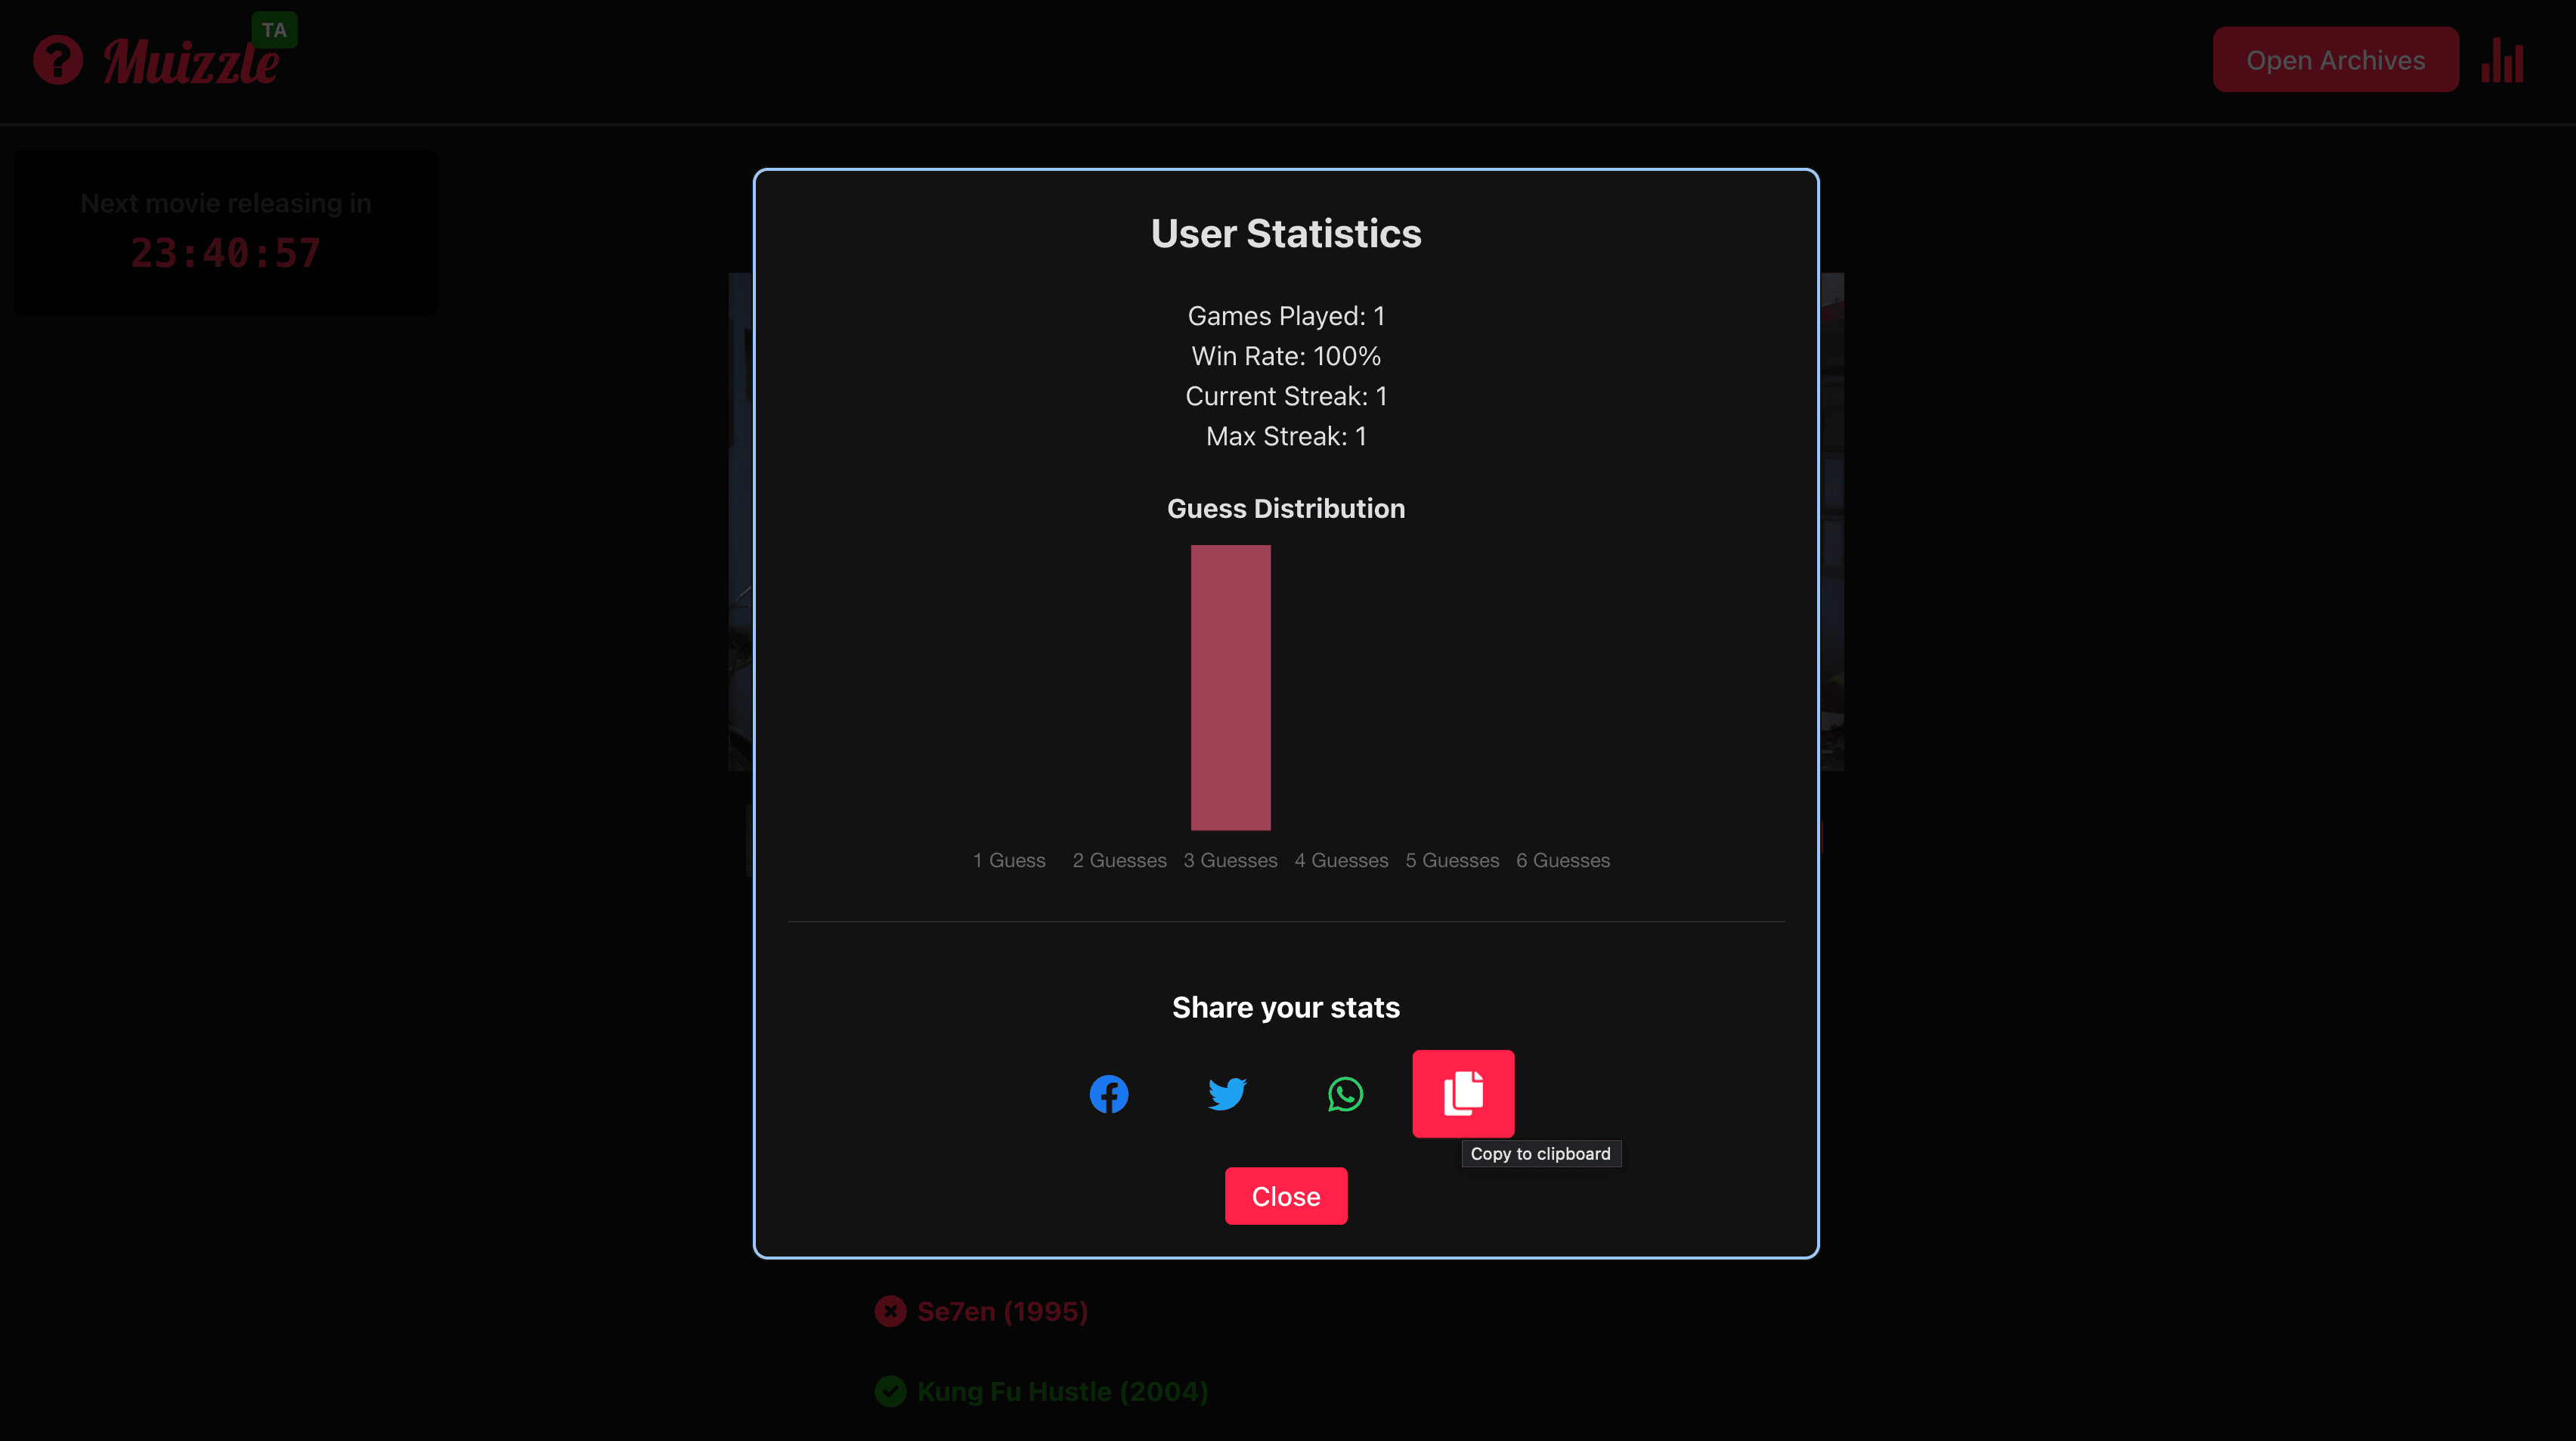 TA
Muizzle
Open Archives
Next movie releasing in
23:40:57
User Statistics
Games Played: 1
Win Rate: 100%
Current Streak: 1
Max Streak: 1
Guess Distribution
1 Guess 2 Guesses 3 Guesses 4 Guesses 5 Guesses 6 Guesses
Share your stats
Copy to clipboard
Close
Se7en (1995)
Kung Fu Hustle (2004)